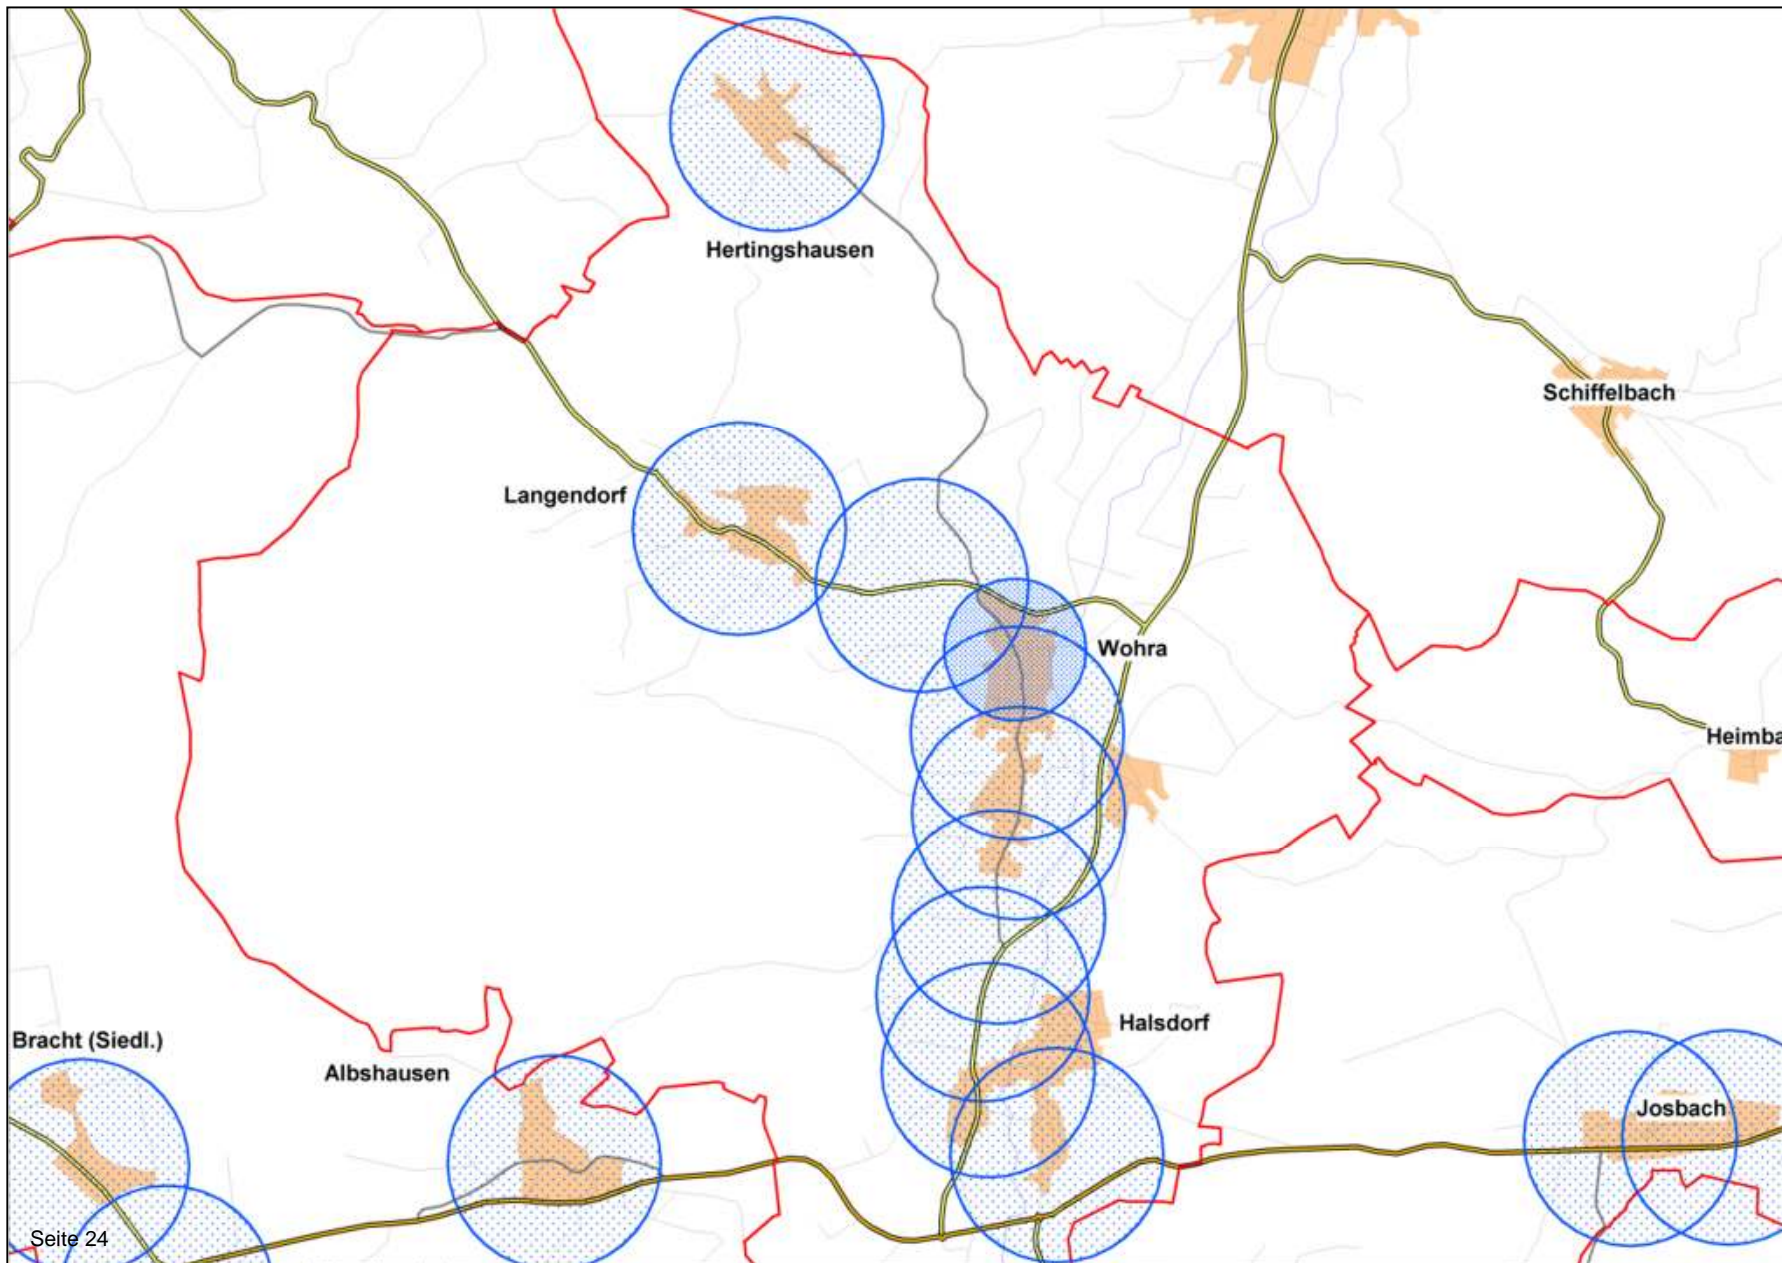 Hertingshausen
Schiffelbach
Langendorf
Wohra
Heimba
Halsdorf
Bracht (Siedl.)
Albshausen
Josbach
Seite 24